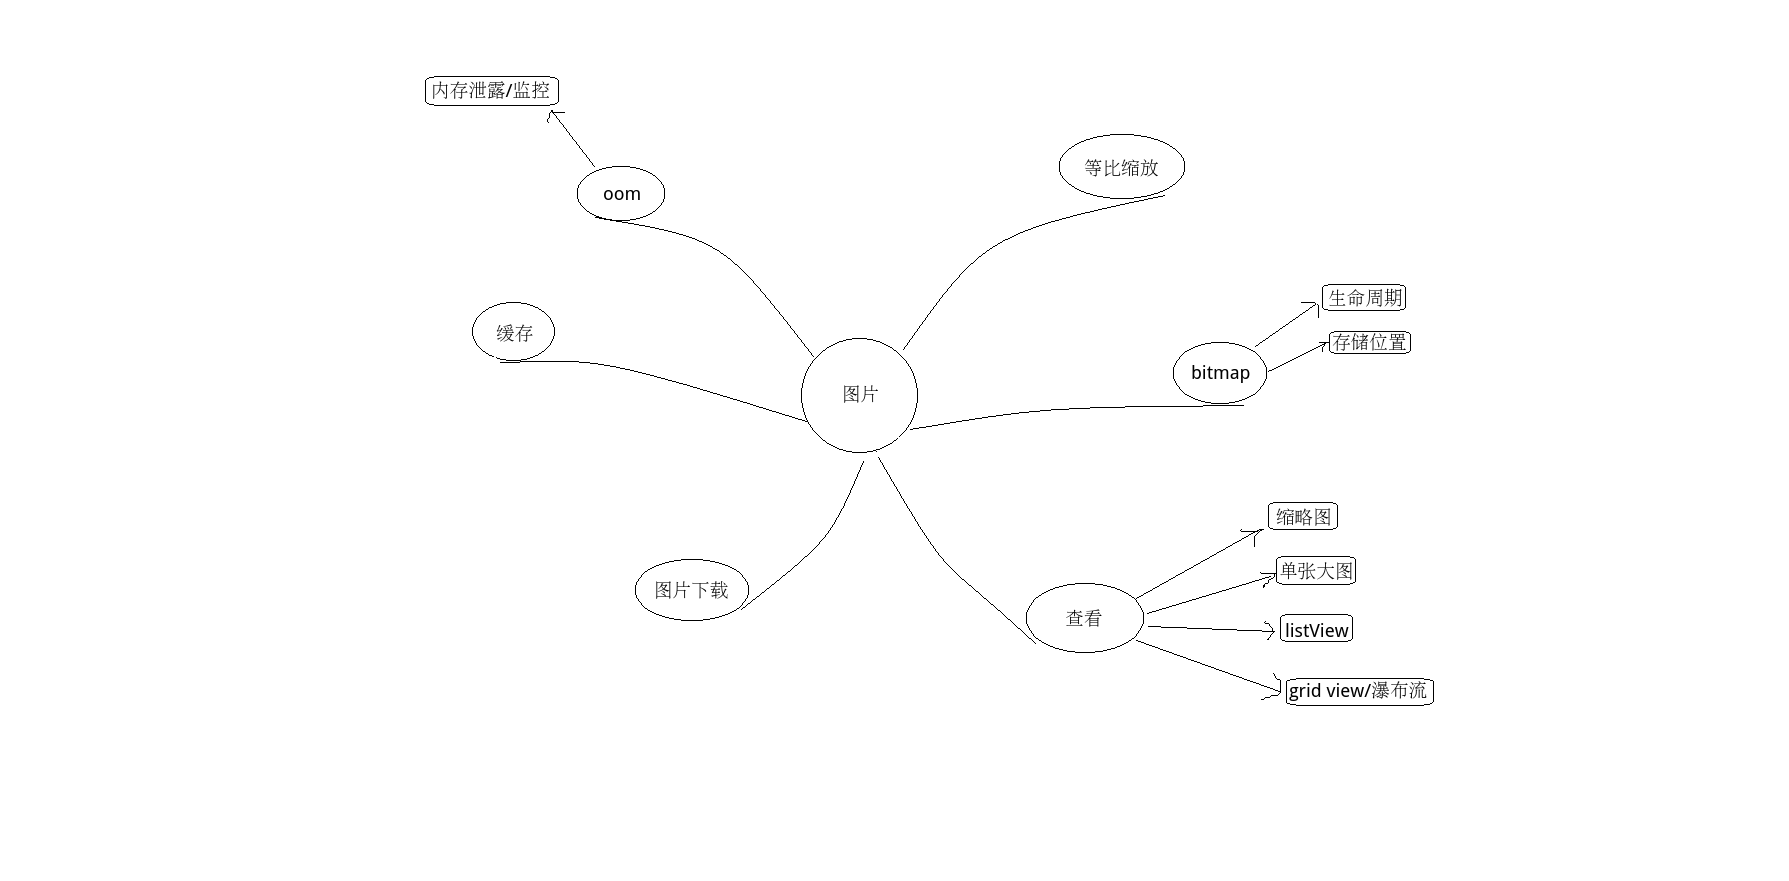 内存泄露/监控
等比缩放
oom
生命周期
缓存
存储位置
bitmap
图片
缩略图
单张大图
图片下载
查看
listView
grid view/瀑布流